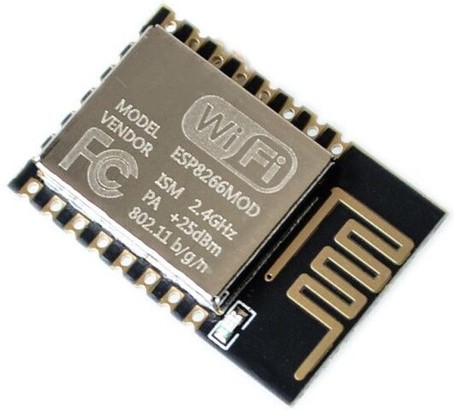 MODEL
VENDOR
WiFi
ESP8266MOD
FC
ISM 2.4GHz
PA +25dBm
802.11 b/g/n